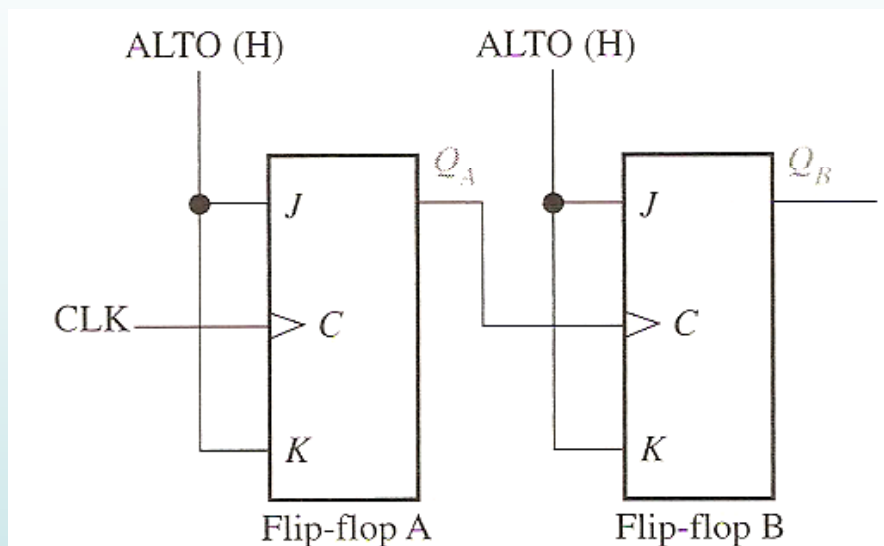 ALTO (H)
ALTO (H)
Q_A
Q_B
J
J
CLK
C
C
K
K
Flip-flop A
Flip-flop B